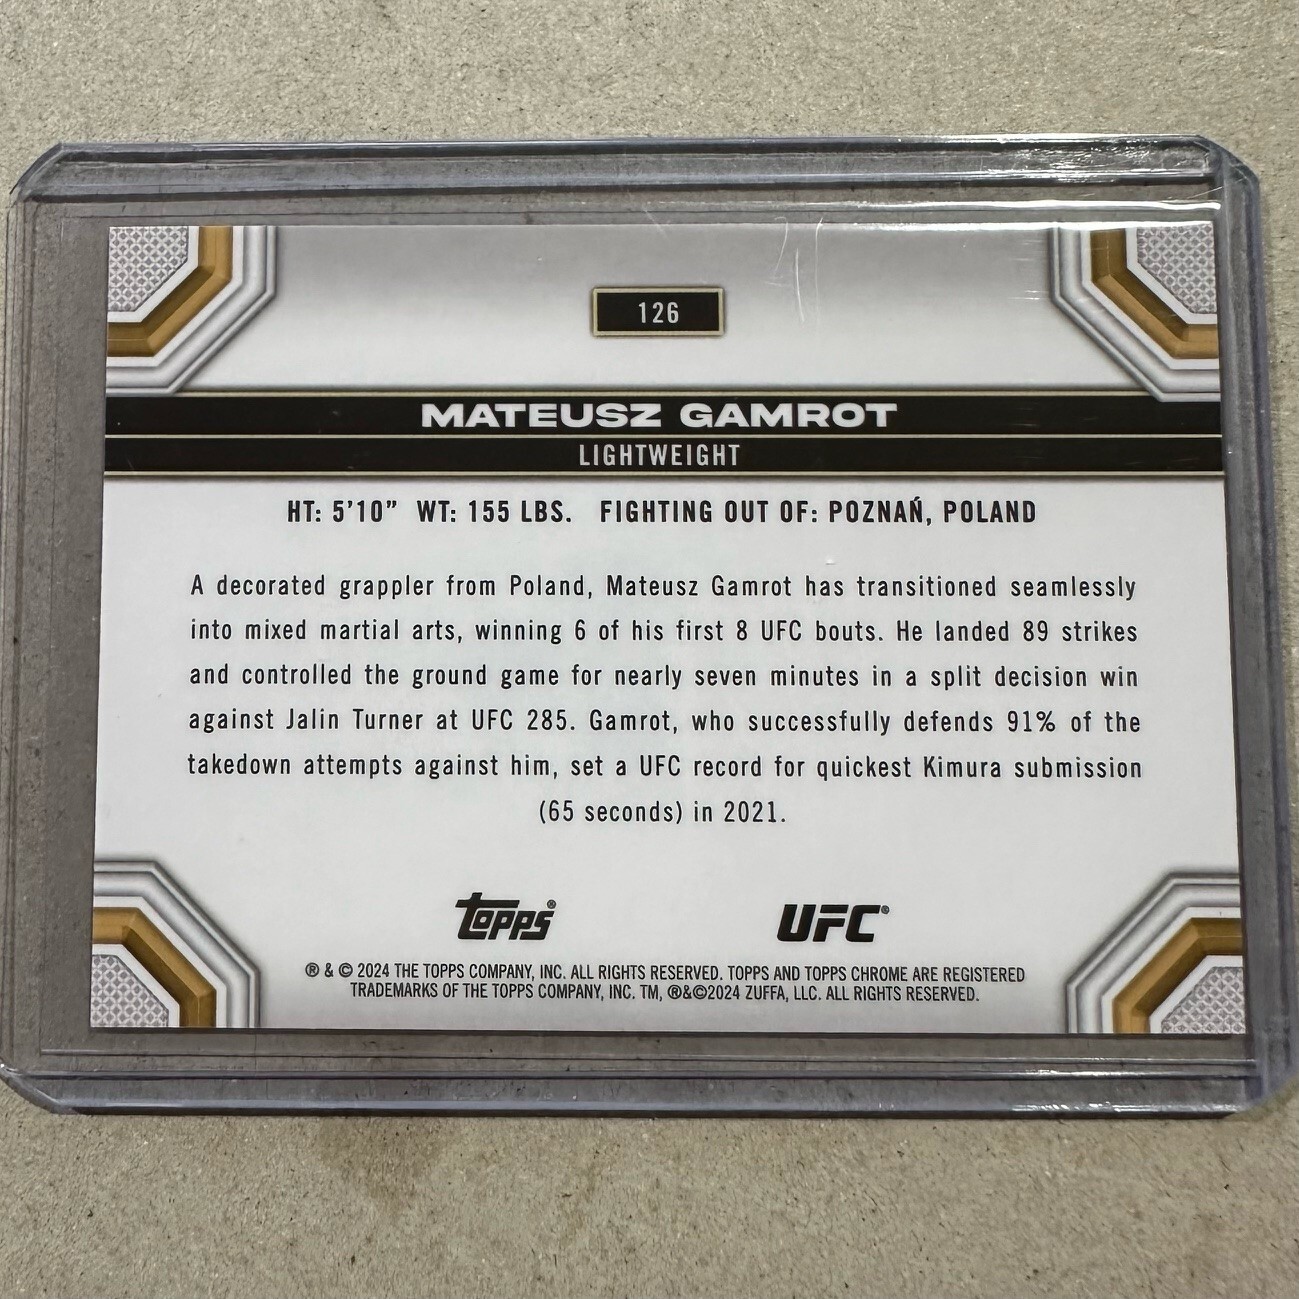 126
MATEUSZ GAMROT
LIGHTWEIGHT
HT: 5'10" WT: 155 LBS. FIGHTING OUT OF: POZNAŃ, POLAND
A decorated grappler from Poland, Mateusz Gamrot has transitioned seamlessly
into mixed martial arts, winning 6 of his first 8 UFC bouts. He landed 89 strikes
and controlled the ground game for nearly seven minutes in a split decision win
against Jalin Turner at UFC 285. Gamrot, who successfully defends 91% of the
takedown attempts against him, set a UFC record for quickest Kimura submission
(65 seconds) in 2021.
topps® UFC®
® & © 2024 THE TOPPS COMPANY, INC. ALL RIGHTS RESERVED. TOPPS AND TOPPS CHROME ARE REGISTERED
TRADEMARKS OF THE TOPPS COMPANY, INC. TM, ®&©2024 ZUFFA, LLC. ALL RIGHTS RESERVED.